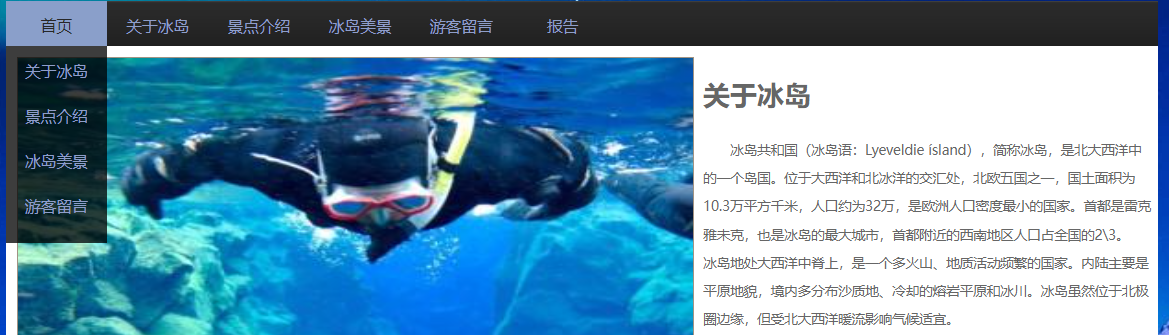 首页 关于冰岛 景点介绍 冰岛美景 游客留言 报告
关于冰岛
景点介绍
冰岛美景
游客留言
关于冰岛
冰岛共和国（冰岛语：Lyeveldie ísland），简称冰岛，是北大西洋中
的一个岛国。位于大西洋和北冰洋的交汇处，北欧五国之一，国土面积为
10.3万平方千米，人口约为32万，是欧洲人口密度最小的国家。首都是雷克
雅未克，也是冰岛的最大城市，首都附近的西南地区人口占全国的2\3。
冰岛地处大西洋中脊上，是一个多火山、地质活动频繁的国家。内陆主要是
平原地貌，境内多分布沙质地、冷却的熔岩平原和冰川。冰岛虽然位于北极
圈边缘，但受北大西洋暖流影响气候适宜。